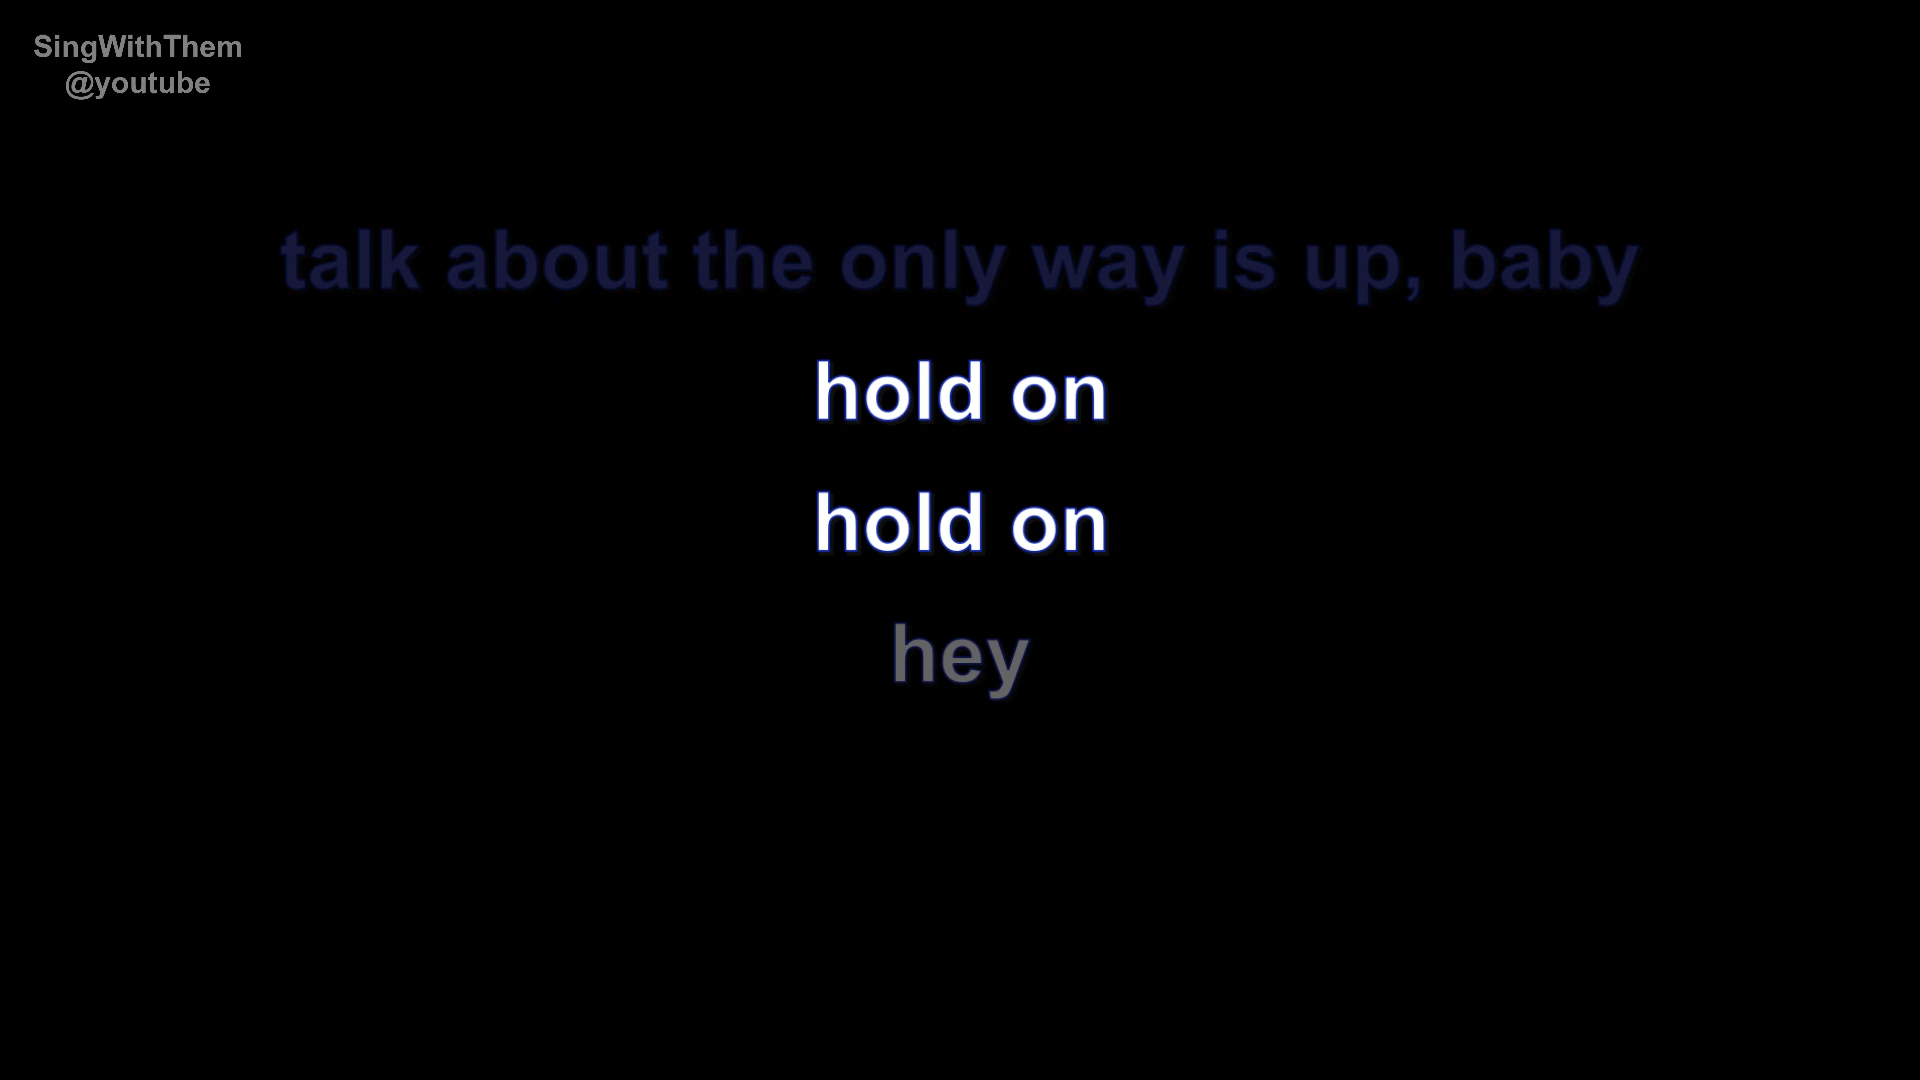 SingWithThem
@youtube
talk about the only way is up, baby
hold on
hold on
hey